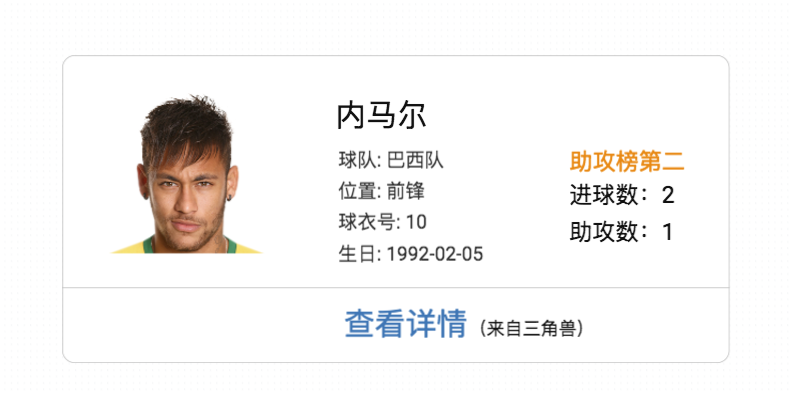 内马尔
球队: 巴西队
位置: 前锋
球衣号: 10
生日: 1992-02-05
助攻榜第二
进球数：2
助攻数：1
查看详情（来自三角兽）